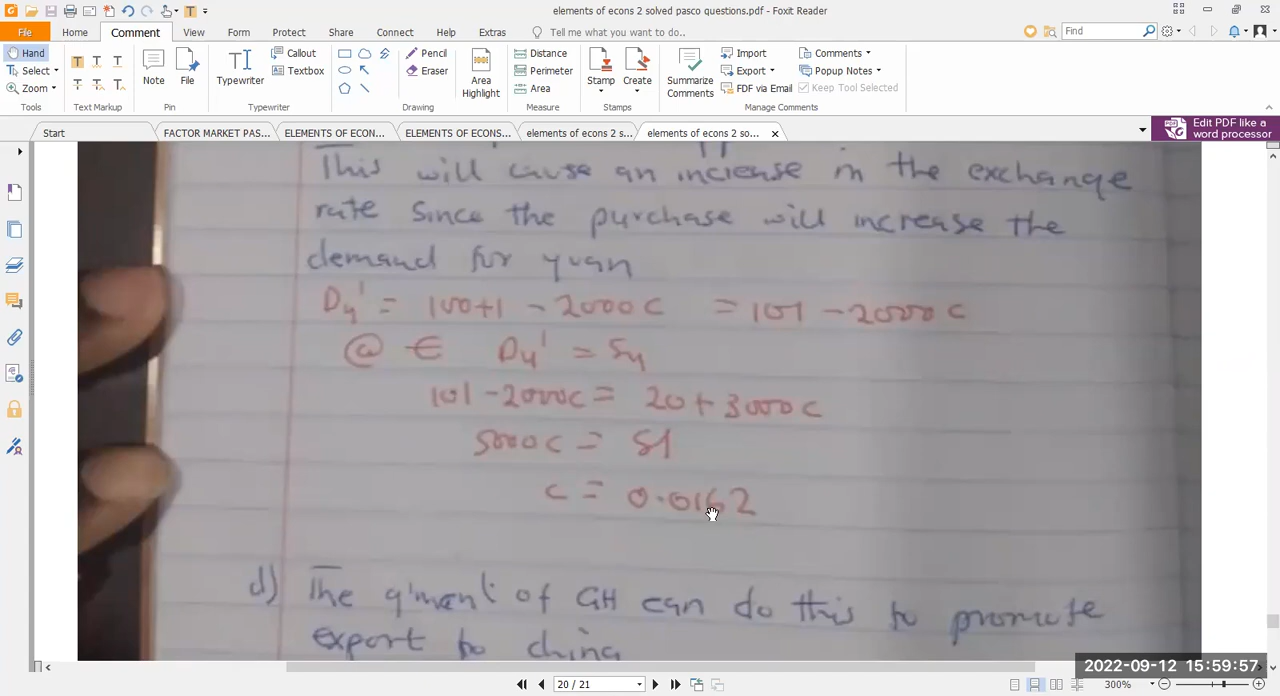 elements of econs 2 solved pasco questions.pdf - Foxit Reader
File Home Comment View Form Protect Share Connect Help Extras Tell me what you want to do.. Find
Hand
Select
Zoom
Tools
Text Markup
Note
File
Pin
Typewriter
Callout
Textbox
Typewriter
Pencil
Eraser
Area Highlight
Drawing
Distance
Perimeter
Area
Measure
Stamp
Create
Stamps
Summarize Comments
Import
Export
FDF via Email
Comments
Popup Notes
Keep Tool Selected
Manage Comments
Start FACTOR MARKET PAS... ELEMENTS OF ECON... ELEMENTS OF ECONS... elements of econs 2 s... elements of econs 2 so...
Edit PDF like a
word processor
This will cause an increase in the exchange
rate since the purchase will increase the
demand for yuan
Dy' = 100+1 - 2000c = 101 - 2000c
@ € Dy' = Sy
101 - 2000c = 20 + 3000c
5000c = 81
c = 0.0162
d) The g'ment of GH can do this to promote
export to china
20 / 21
300%
2022-09-12 15:59:57